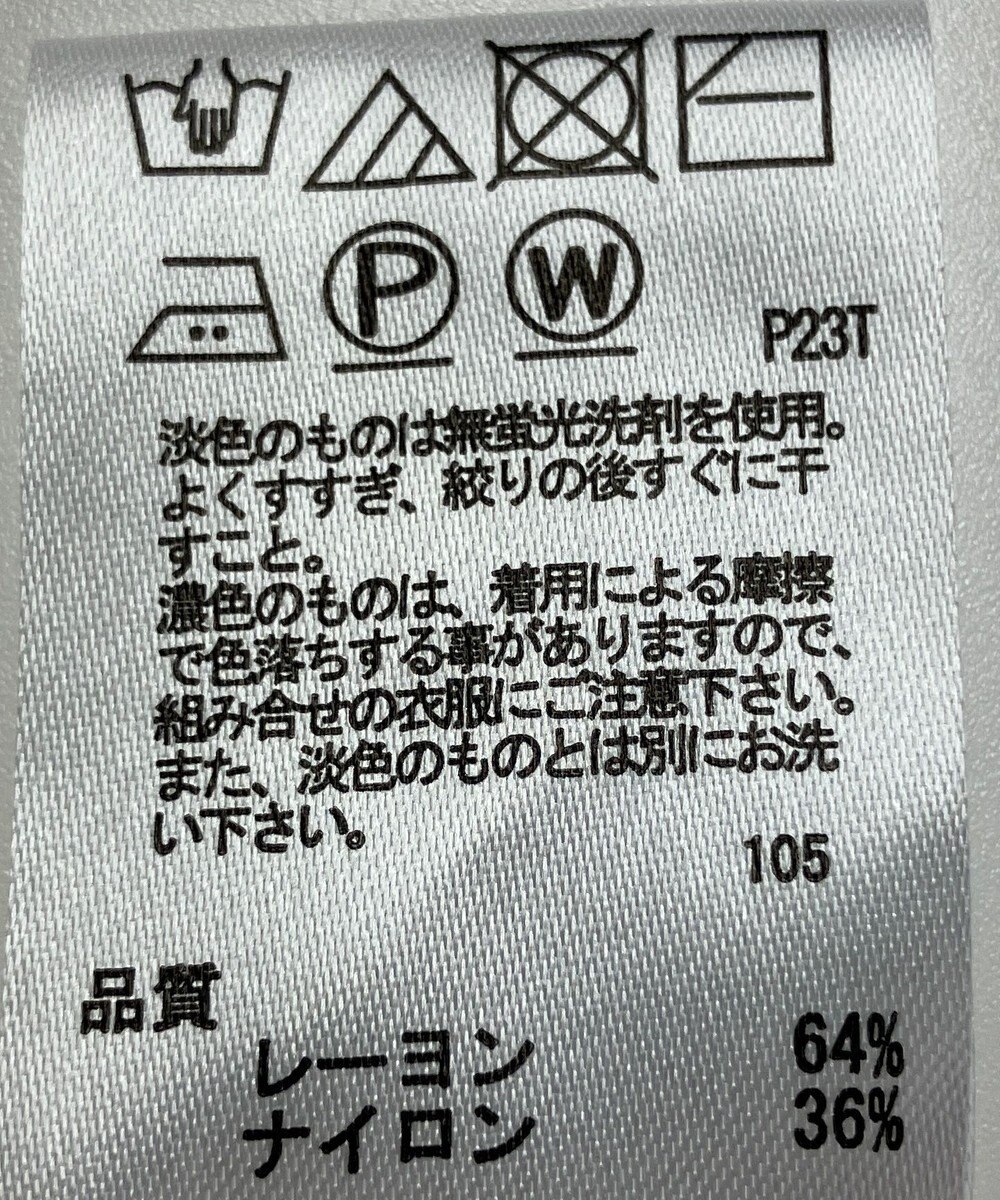 P
W
P23T
淡色のものは無蛍光洗剤を使用。
よくすすぎ、絞りの後すぐに干
すこと。
濃色のものは、着用による摩擦
で色落ちする事がありますので、
組み合せの衣服にご注意下さい。
また、淡色のものとは別にお洗
い下さい。
105
品質
レーヨン 64%
ナイロン 36%